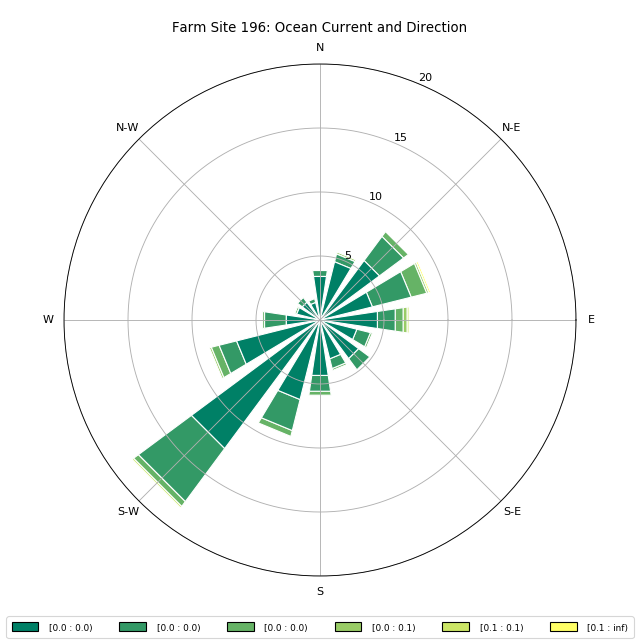 Farm Site 196: Ocean Current and Direction
N
20
N-W
N-E
15
10
5
W
E
S-W
S-E
S
[0.0 : 0.0) [0.0 : 0.0) [0.0 : 0.0) [0.0 : 0.1) [0.1 : 0.1) [0.1 : inf)